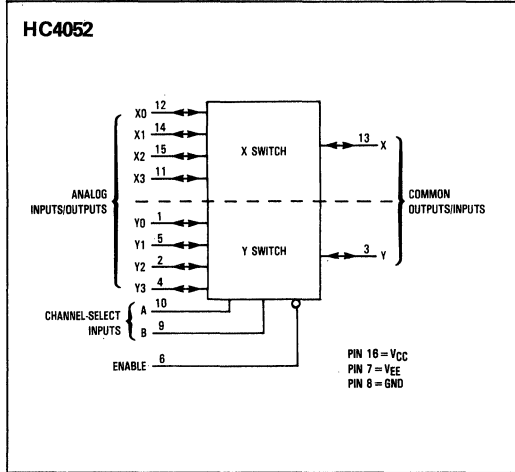 HC4052
X0 12
X1 14
X2 15
X3 11
X SWITCH
13 X
ANALOG
INPUTS/OUTPUTS
COMMON
OUTPUTS/INPUTS
Y0 1
Y1 5
Y2 2
Y3 4
Y SWITCH
3 Y
CHANNEL-SELECT
INPUTS
A 10
B 9
ENABLE 6
PIN 16 = VCC
PIN 7 = VEE
PIN 8 = GND